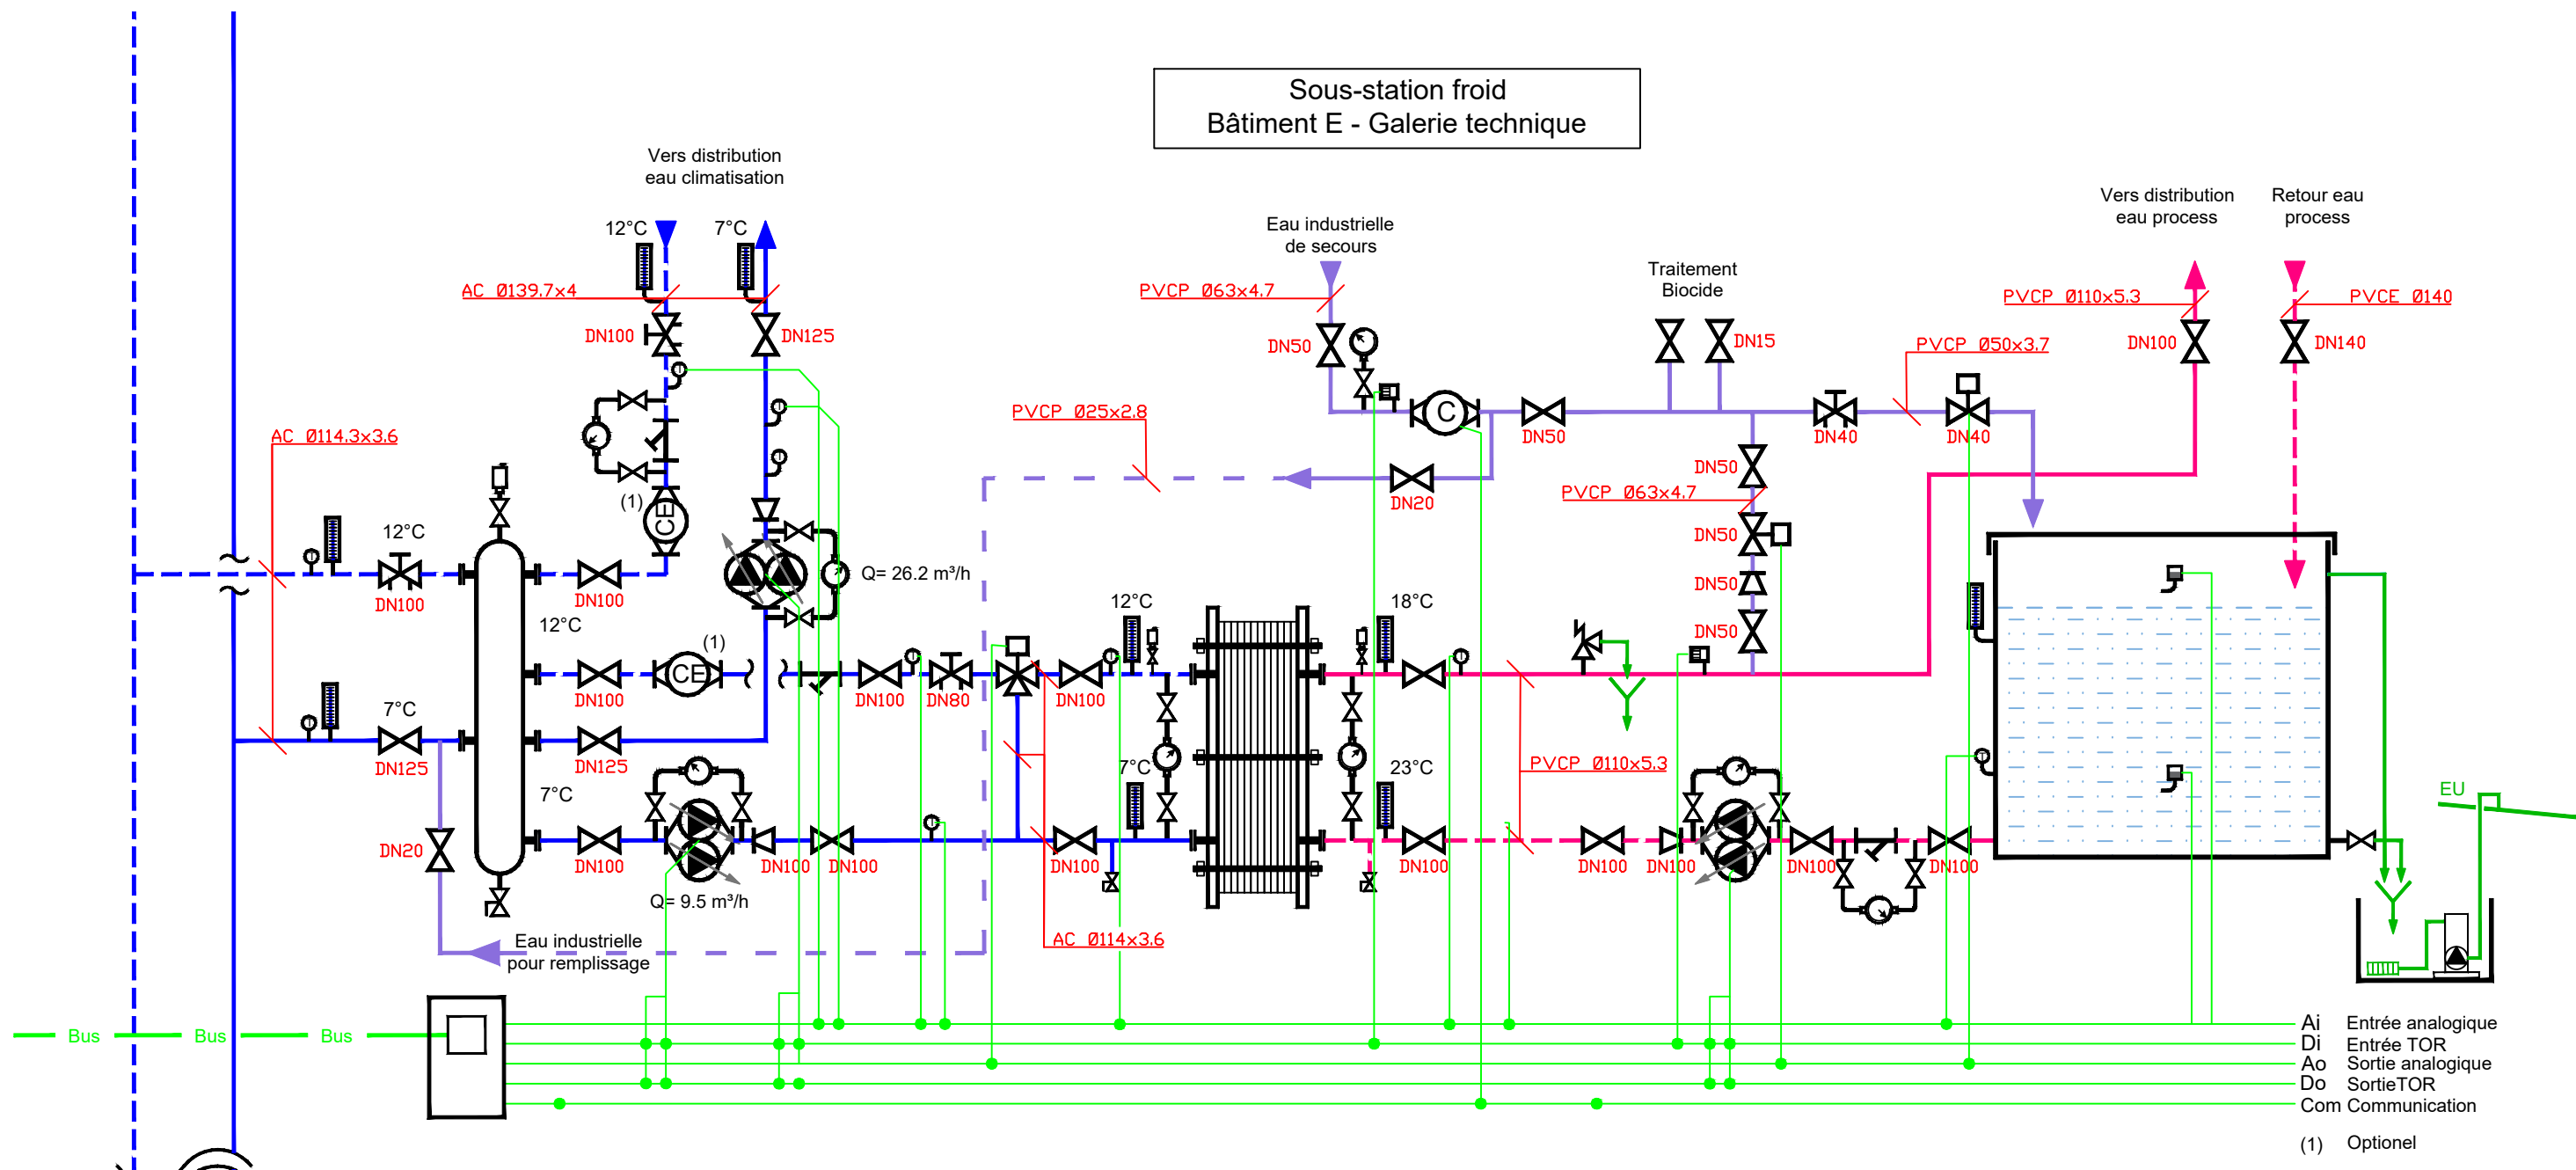 Sous-station froid
Bâtiment E - Galerie technique
Vers distribution
eau climatisation
12°C
7°C
AC Ø139.7x4
DN100
DN125
AC Ø114.3x3.6
(1)
CE
12°C
DN100
DN100
12°C
Q= 26.2 m³/h
(1)
CE
DN100
DN100
DN80
DN100
12°C
7°C
DN125
DN125
7°C
DN20
DN100
DN100
DN100
DN100
7°C
Q= 9.5 m³/h
AC Ø114x3.6
Eau industrielle
pour remplissage
Eau industrielle
de secours
PVCP Ø63x4.7
DN50
PVCP Ø25x2.8
C
DN20
DN50
Traitement
Biocide
DN15
DN50
PVCP Ø63x4.7
DN50
DN50
DN50
DN40
PVCP Ø50x3.7
DN40
Vers distribution
eau process
Retour eau
process
PVCP Ø110x5.3
PVCE Ø140
DN100
DN140
18°C
23°C
DN100
PVCP Ø110x5.3
DN100
DN100
DN100
DN100
EU
Bus
Bus
Bus
Ai Entrée analogique
Di Entrée TOR
Ao Sortie analogique
Do SortieTOR
Com Communication
(1) Optionel